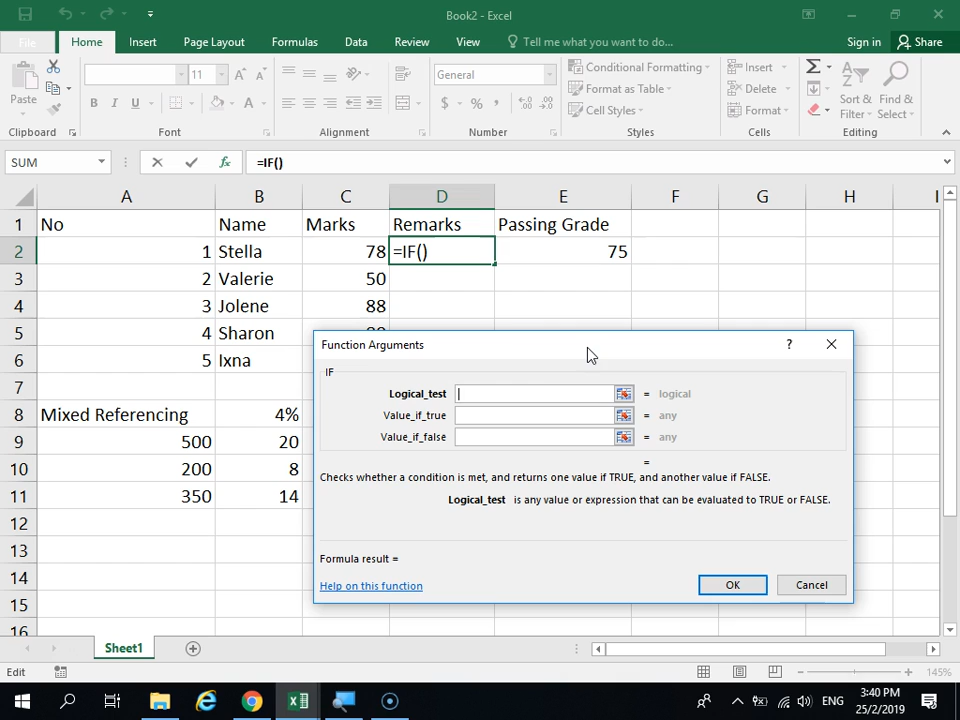 Book2 - Excel
File Home Insert Page Layout Formulas Data Review View Tell me what you want to do... Sign in Share
Paste
11
B I U
General
$ % ,
Conditional Formatting
Format as Table
Cell Styles
Insert
Delete
Format
Sort & Filter
Find & Select
Clipboard Font Alignment Number Styles Cells Editing
SUM =IF()
A B C D E F G H I
1 No Name Marks Remarks Passing Grade
2 1 Stella 78 =IF() 75
3 2 Valerie 50
4 3 Jolene 88
5 4 Sharon
6 5 Ixna
7
8 Mixed Referencing 4%
9 500 20
10 200 8
11 350 14
12
13
14
15
16
Function Arguments ?
IF
Logical_test = logical
Value_if_true = any
Value_if_false = any
=
Checks whether a condition is met, and returns one value if TRUE, and another value if FALSE.
Logical_test is any value or expression that can be evaluated to TRUE or FALSE.
Formula result =
Help on this function
OK Cancel
Sheet1
Edit 145%
ENG
3:40 PM
25/2/2019